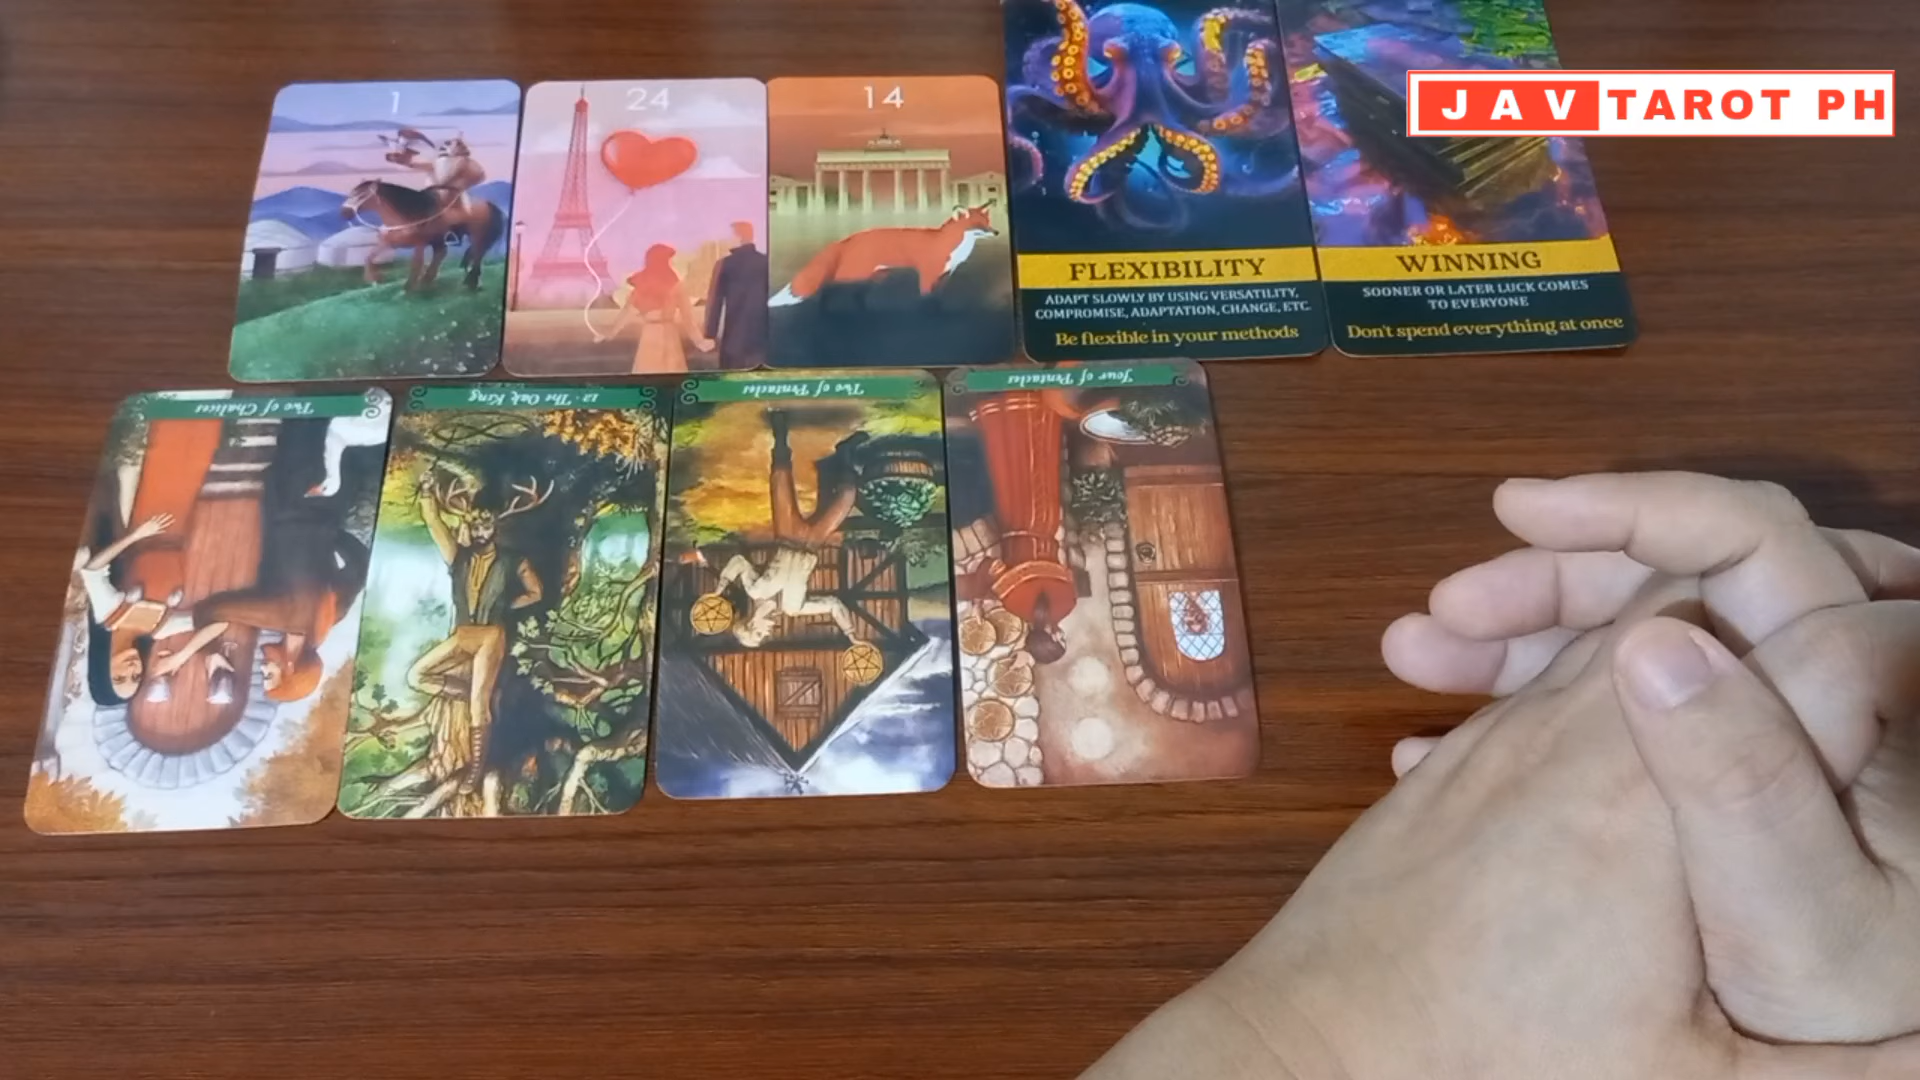 1
24
14
JAV TAROT PH
FLEXIBILITY
ADAPT SLOWLY BY USING VERSATILITY,
COMPROMISE, ADAPTATION, CHANGE, ETC.
Be flexible in your methods
WINNING
SOONER OR LATER LUCK COMES
TO EVERYONE
Don't spend everything at once
Two of Chalices
12 · The Oak King
Two of Pentacles
Four of Pentacles